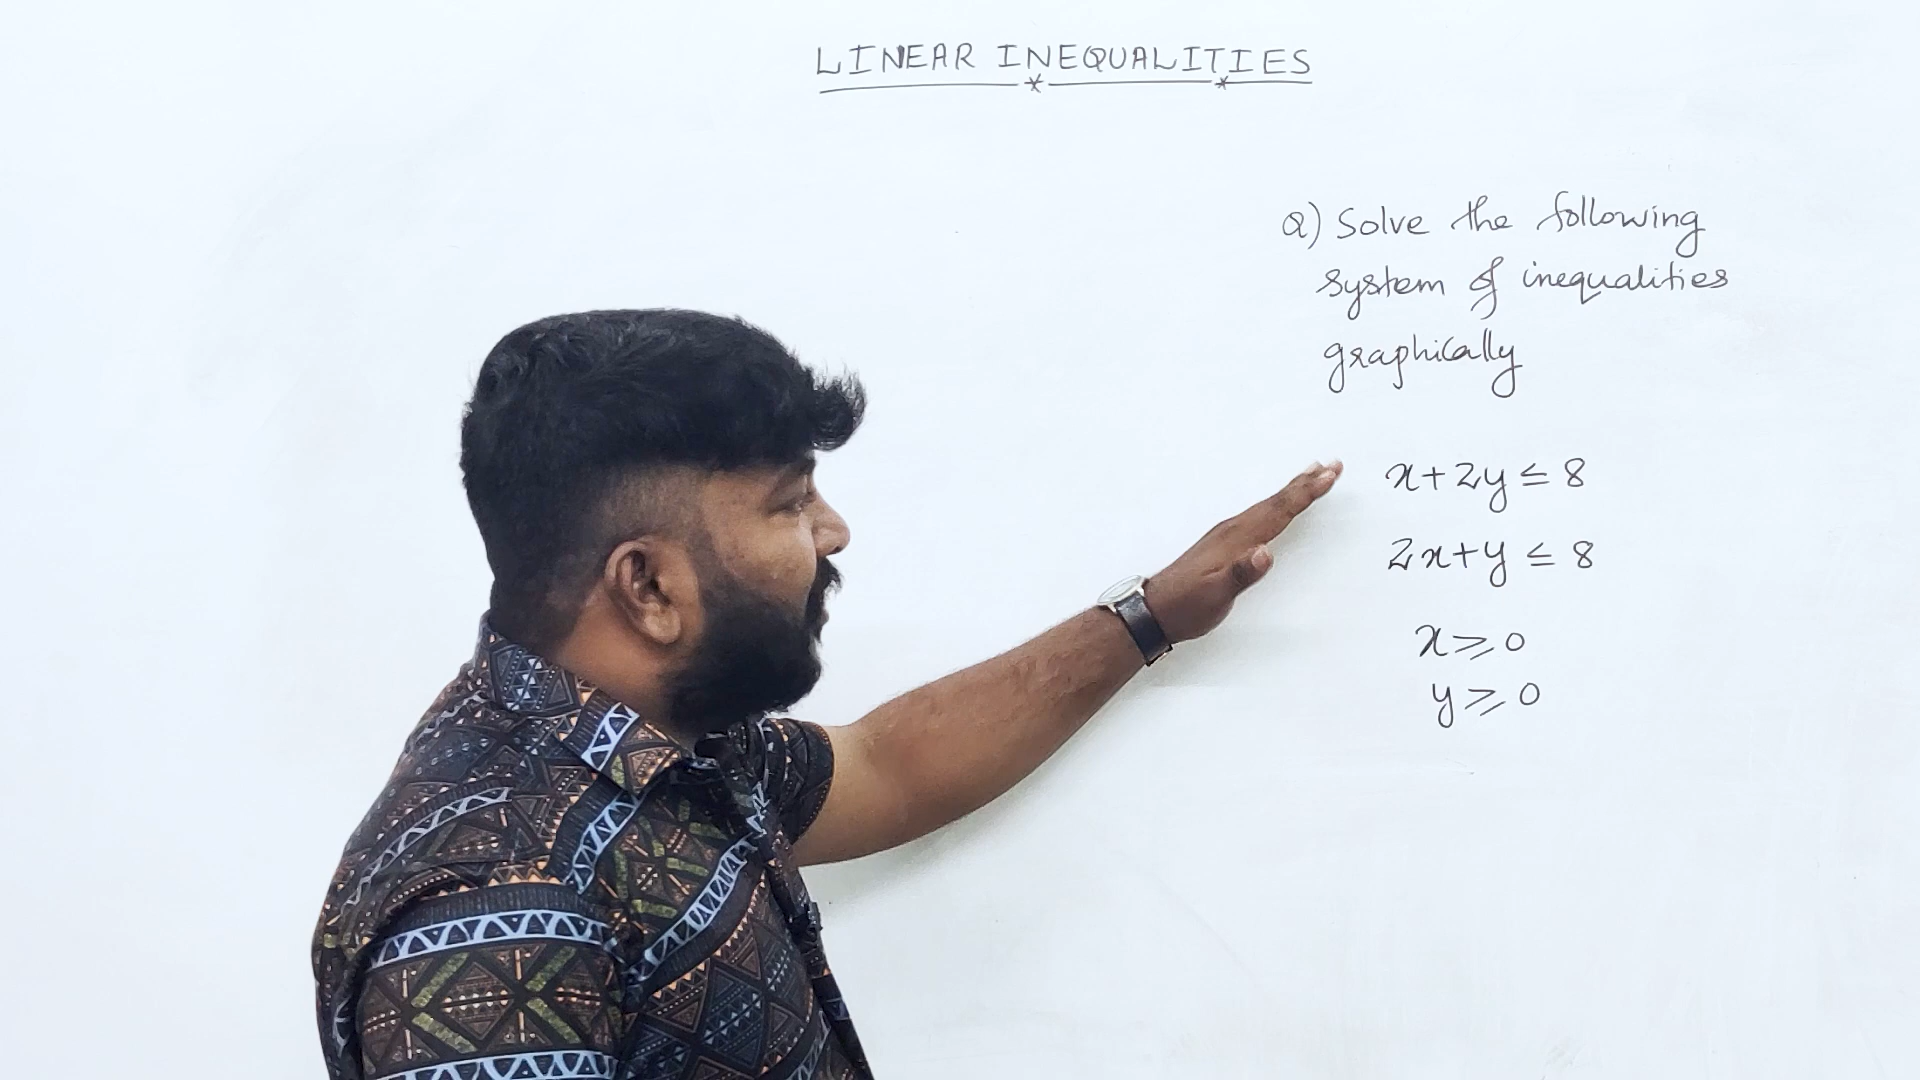 LINEAR INEQUALITIES
Q) Solve the following
system of inequalities
graphically
x+2y ≤ 8
2x+y ≤ 8
x ⩾ 0
y ⩾ 0